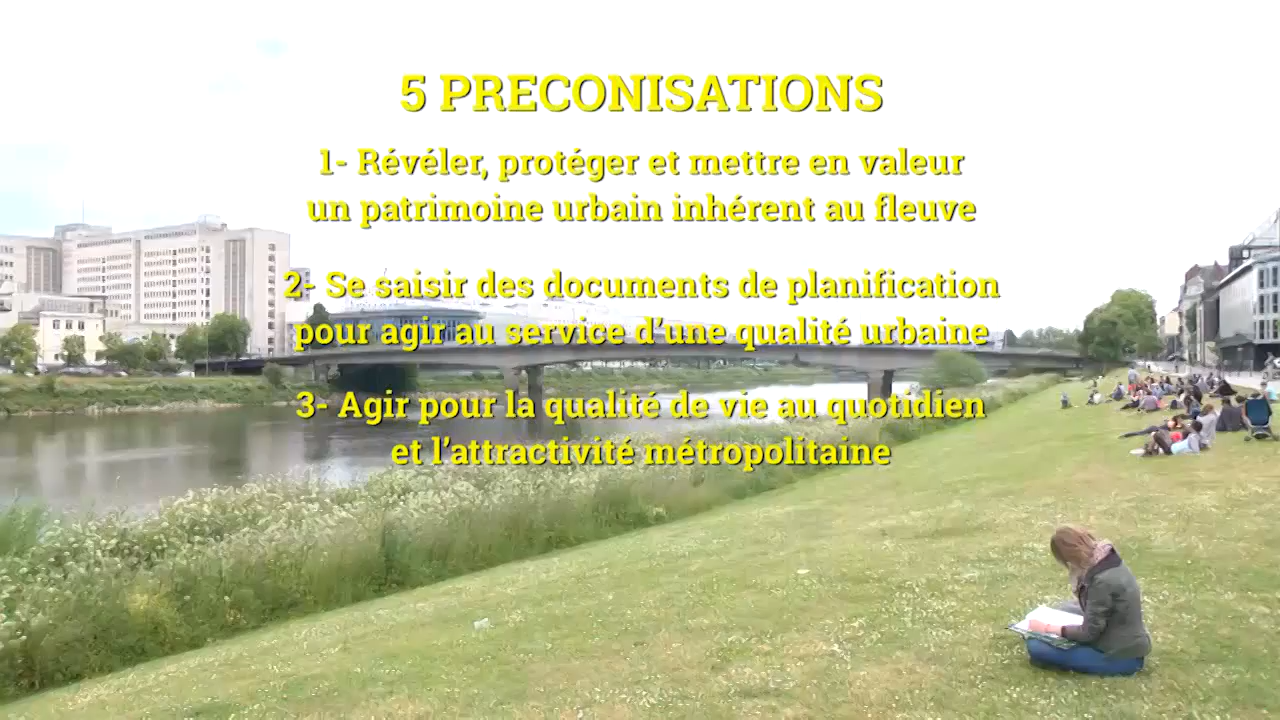 5 PRECONISATIONS
1- Révéler, protéger et mettre en valeur
un patrimoine urbain inhérent au fleuve
2- Se saisir des documents de planification
pour agir au service d'une qualité urbaine
3- Agir pour la qualité de vie au quotidien
et l'attractivité métropolitaine